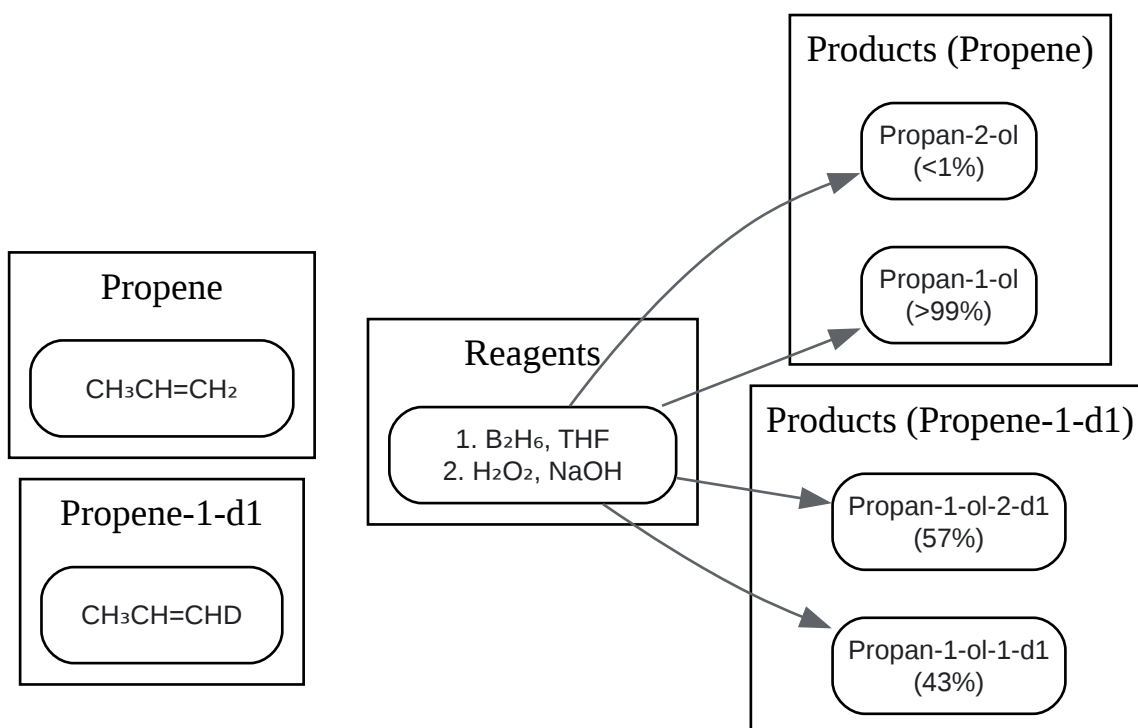 Propene
CH₃CH=CH₂
Propene-1-d1
CH₃CH=CHD
Reagents
1. B₂H₆, THF
2. H₂O₂, NaOH
Products (Propene)
Propan-2-ol
(<1%)
Propan-1-ol
(>99%)
Products (Propene-1-d1)
Propan-1-ol-2-d1
(57%)
Propan-1-ol-1-d1
(43%)